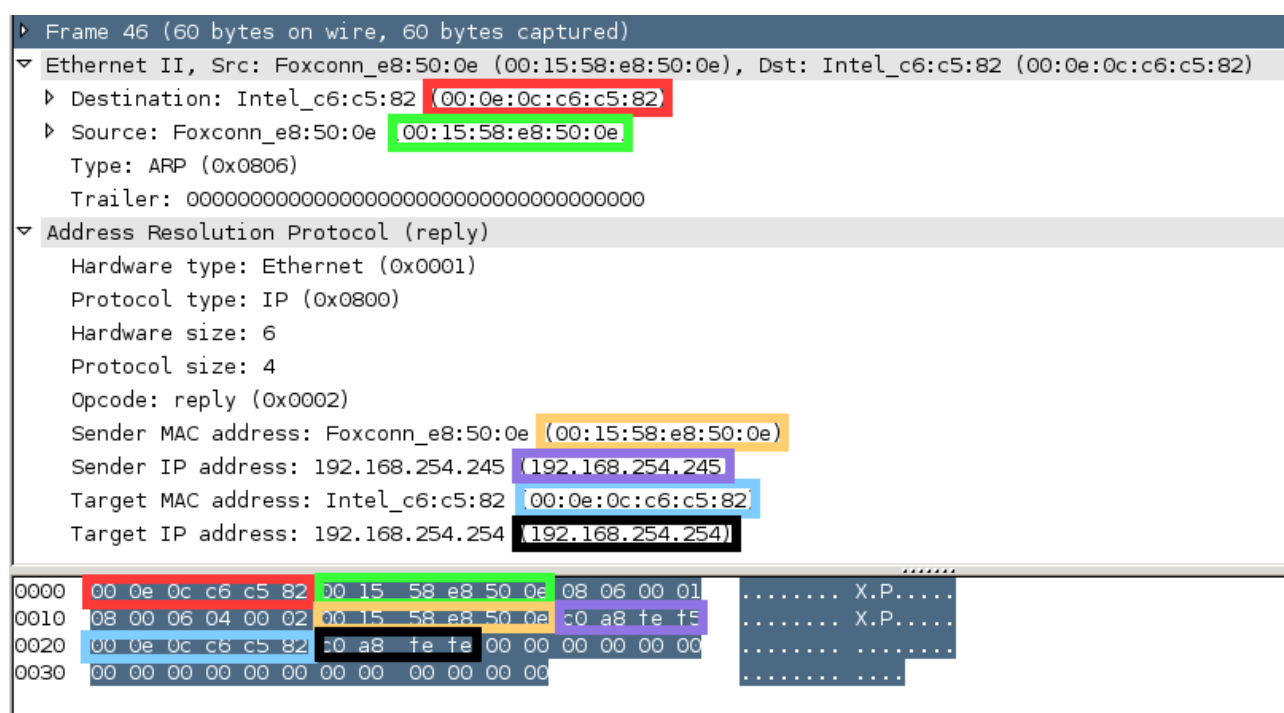 Frame 46 (60 bytes on wire, 60 bytes captured)
Ethernet II, Src: Foxconn_e8:50:0e (00:15:58:e8:50:0e), Dst: Intel_c6:c5:82 (00:0e:0c:c6:c5:82)
Destination: Intel_c6:c5:82 (00:0e:0c:c6:c5:82)
Source: Foxconn_e8:50:0e (00:15:58:e8:50:0e)
Type: ARP (0x0806)
Trailer: 000000000000000000000000000000000000
Address Resolution Protocol (reply)
Hardware type: Ethernet (0x0001)
Protocol type: IP (0x0800)
Hardware size: 6
Protocol size: 4
Opcode: reply (0x0002)
Sender MAC address: Foxconn_e8:50:0e (00:15:58:e8:50:0e)
Sender IP address: 192.168.254.245 (192.168.254.245)
Target MAC address: Intel_c6:c5:82 (00:0e:0c:c6:c5:82)
Target IP address: 192.168.254.254 (192.168.254.254)
0000 00 0e 0c c6 c5 82 00 15 58 e8 50 0e 08 06 00 01 ........ X.P.....
0010 08 00 06 04 00 02 00 15 58 e8 50 0e c0 a8 fe f5 ........ X.P.....
0020 00 0e 0c c6 c5 82 c0 a8 fe fe 00 00 00 00 00 00 ........ ........
0030 00 00 00 00 00 00 00 00 00 00 00 00 ........ ....